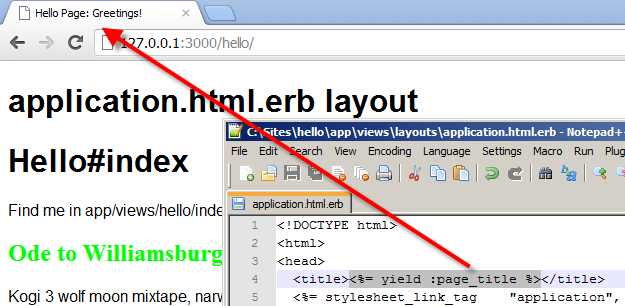 Hello Page: Greetings!
127.0.0.1:3000/hello/
application.html.erb layout
Hello#index
Find me in app/views/hello/inde
Ode to Williamsburg
Kogi 3 wolf moon mixtape, narw
C:\Sites\hello\app\views\layouts\application.html.erb - Notepad+
File Edit Search View Encoding Language Settings Macro Run Plug
application.html.erb
1 <!DOCTYPE html>
2 <html>
3 <head>
4 <title><%= yield :page_title %></title>
5 <%= stylesheet_link_tag "application",